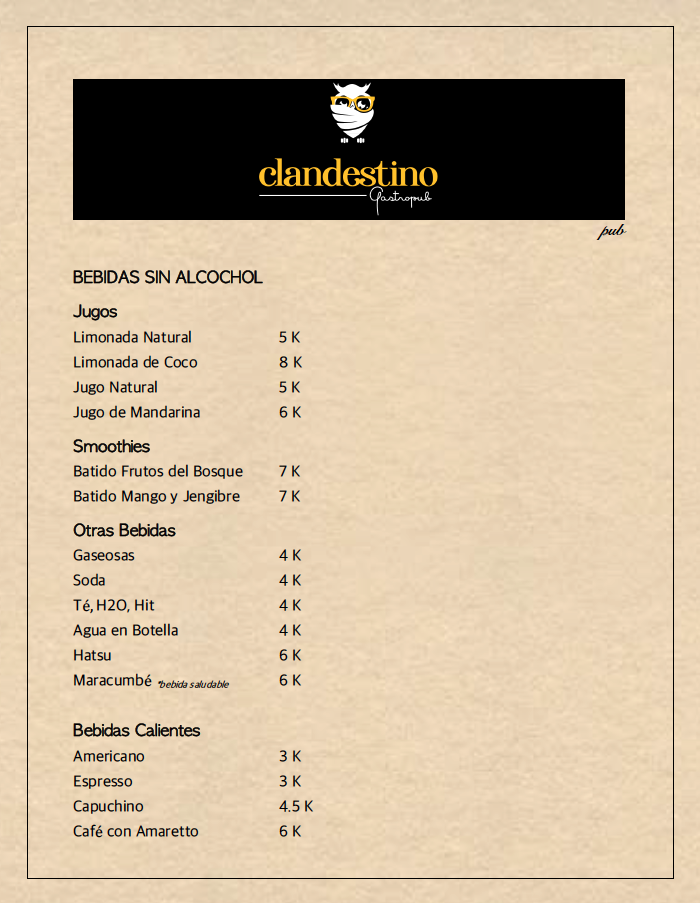 clandestino
Gastropub
pub
BEBIDAS SIN ALCOCHOL
Jugos
Limonada Natural 5 K
Limonada de Coco 8 K
Jugo Natural 5 K
Jugo de Mandarina 6 K
Smoothies
Batido Frutos del Bosque 7 K
Batido Mango y Jengibre 7 K
Otras Bebidas
Gaseosas 4 K
Soda 4 K
Té, H2O, Hit 4 K
Agua en Botella 4 K
Hatsu 6 K
Maracumbé *bebida saludable 6 K
Bebidas Calientes
Americano 3 K
Espresso 3 K
Capuchino 4.5 K
Café con Amaretto 6 K